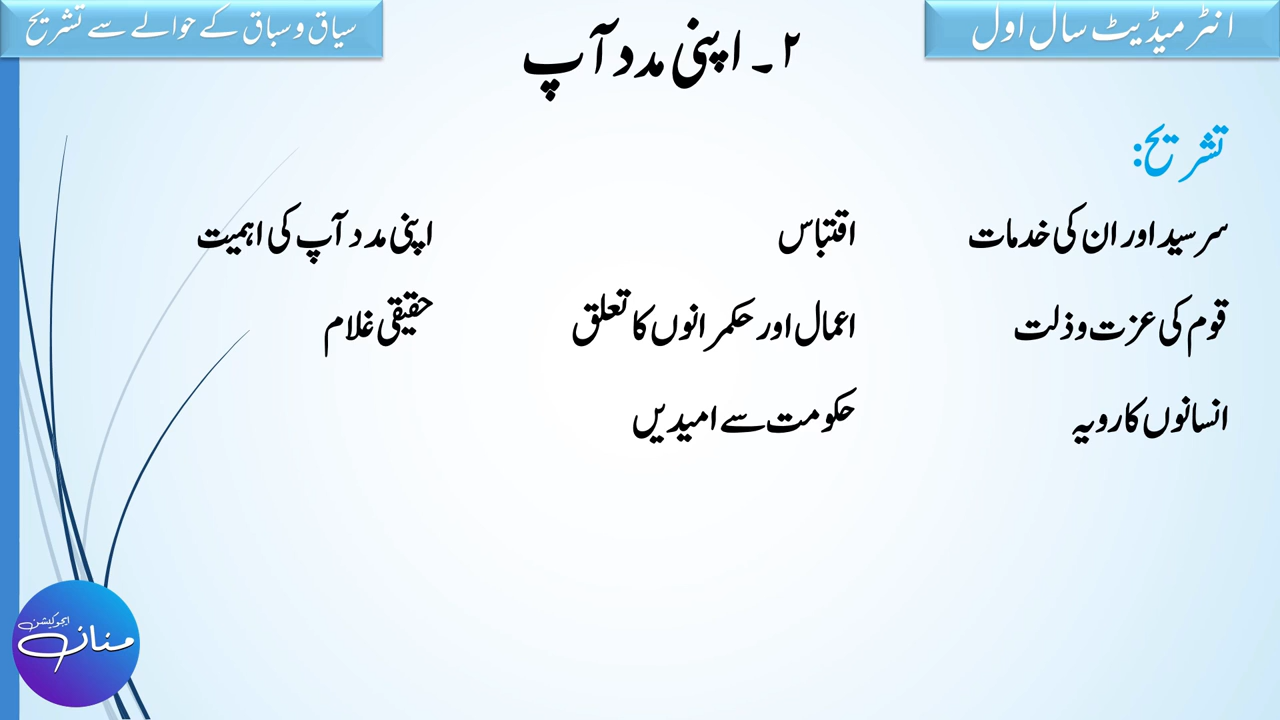 انٹرمیڈیٹ سال اول
سیاق و سباق کے حوالے سے تشریح
۲۔ اپنی مدد آپ
تشریح:
سرسید اور ان کی خدمات اقتباس اپنی مدد آپ کی اہمیت
قوم کی عزت و ذلت اعمال اور حکمرانوں کا تعلق حقیقی غلام
انسانوں کا رویہ حکومت سے امیدیں
ایجوکیشن
منان